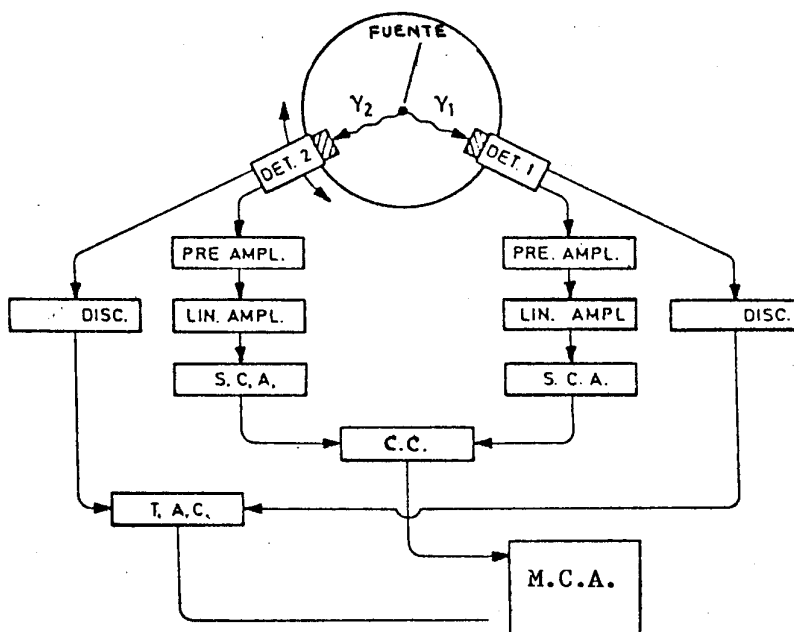 FUENTE
γ2 γ1
DET. 2 DET. 1
PRE AMPL. PRE. AMPL.
DISC. LIN. AMPL. LIN. AMPL DISC.
S. C. A. S. C. A.
C.C.
T. A. C.
M.C.A.